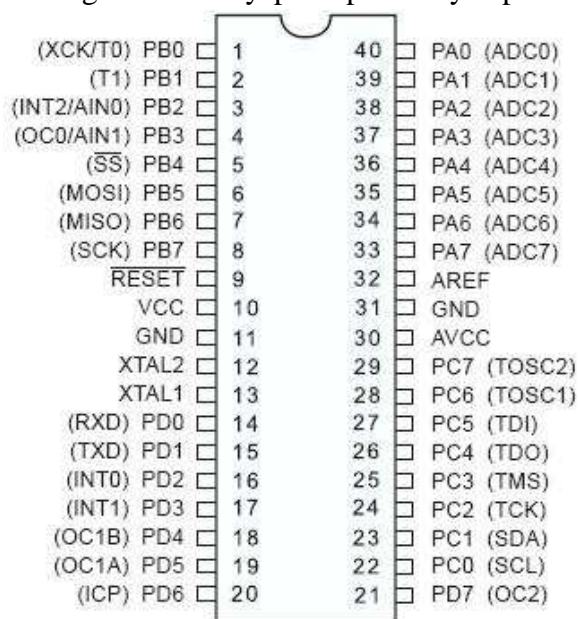 (XCK/T0) PB0 1 40 PA0 (ADC0)
(T1) PB1 2 39 PA1 (ADC1)
(INT2/AIN0) PB2 3 38 PA2 (ADC2)
(OC0/AIN1) PB3 4 37 PA3 (ADC3)
(SS) PB4 5 36 PA4 (ADC4)
(MOSI) PB5 6 35 PA5 (ADC5)
(MISO) PB6 7 34 PA6 (ADC6)
(SCK) PB7 8 33 PA7 (ADC7)
RESET 9 32 AREF
VCC 10 31 GND
GND 11 30 AVCC
XTAL2 12 29 PC7 (TOSC2)
XTAL1 13 28 PC6 (TOSC1)
(RXD) PD0 14 27 PC5 (TDI)
(TXD) PD1 15 26 PC4 (TDO)
(INT0) PD2 16 25 PC3 (TMS)
(INT1) PD3 17 24 PC2 (TCK)
(OC1B) PD4 18 23 PC1 (SDA)
(OC1A) PD5 19 22 PC0 (SCL)
(ICP) PD6 20 21 PD7 (OC2)